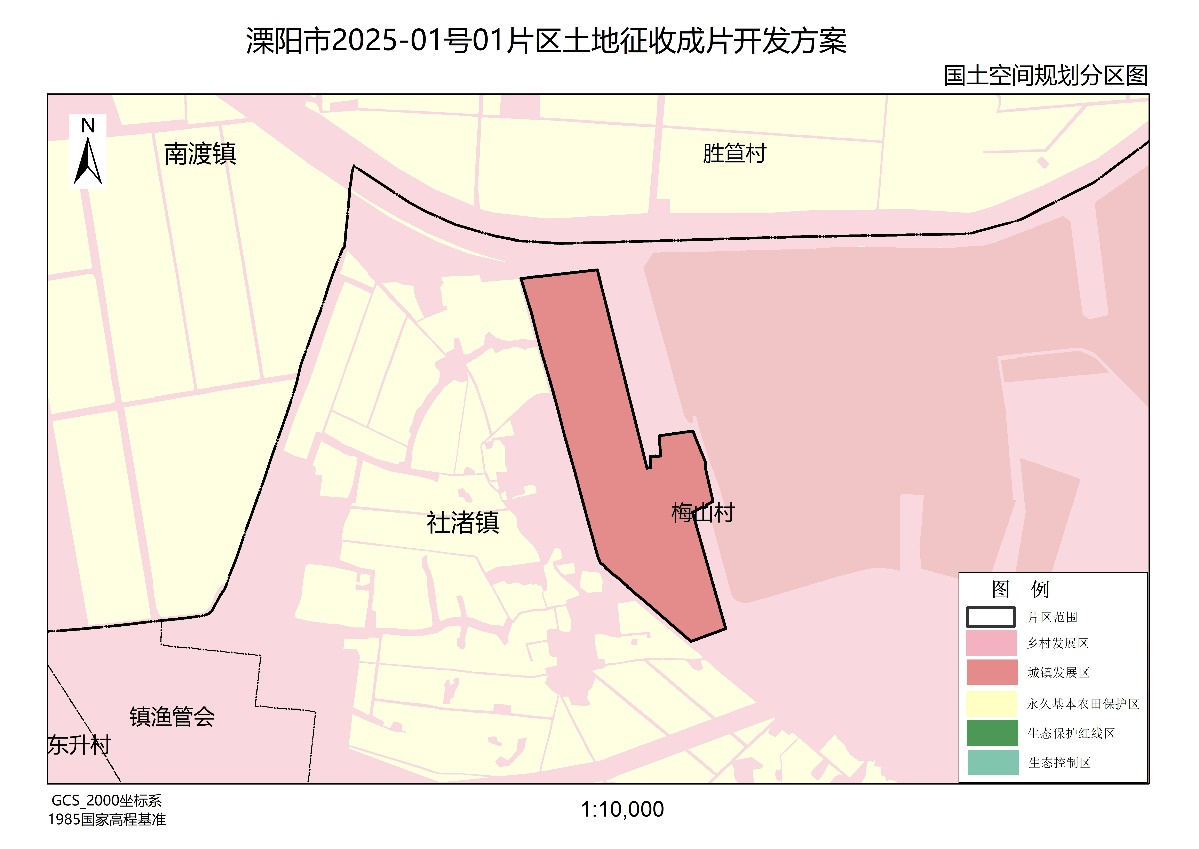 溧阳市2025-01号01片区土地征收成片开发方案
国土空间规划分区图
N
南渡镇
胜笪村
社渚镇
梅山村
镇渔管会
东升村
图 例
片区范围
乡村发展区
城镇发展区
永久基本农田保护区
生态保护红线区
生态控制区
GCS_2000坐标系
1985国家高程基准
1:10,000